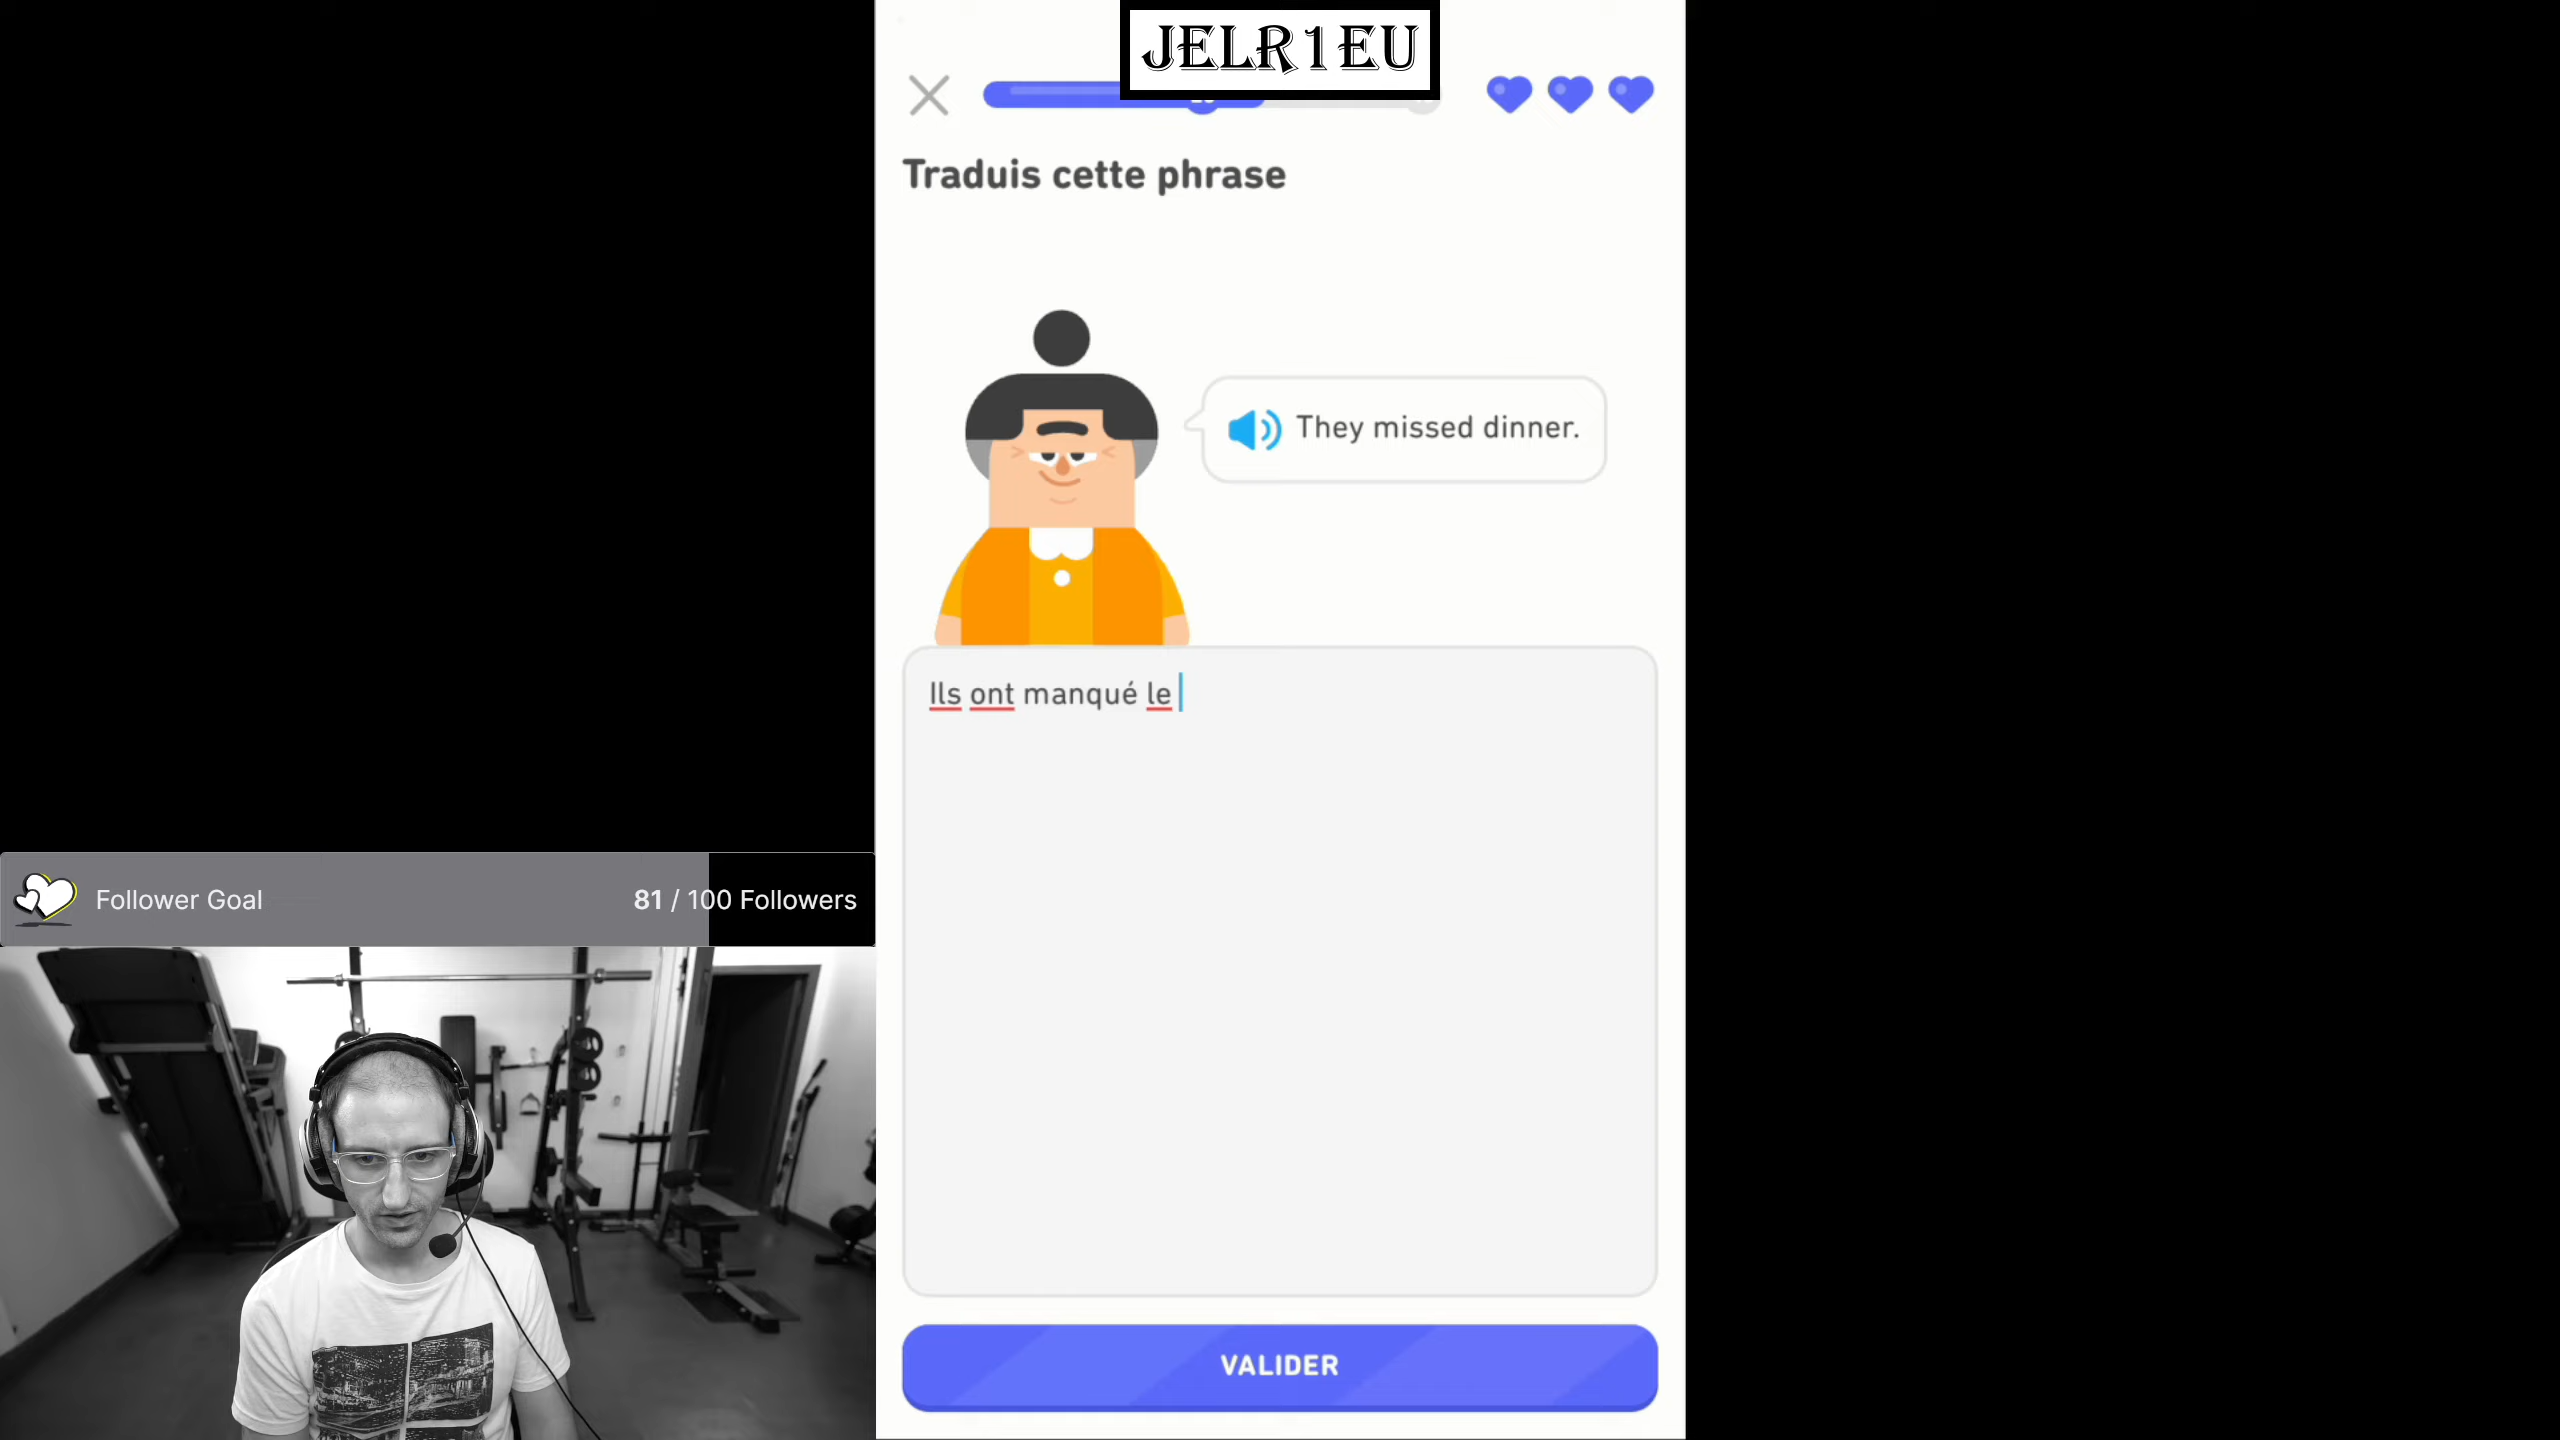 JELR1EU
Traduis cette phrase
They missed dinner.
Ils ont manqué le
Follower Goal
81 / 100 Followers
VALIDER